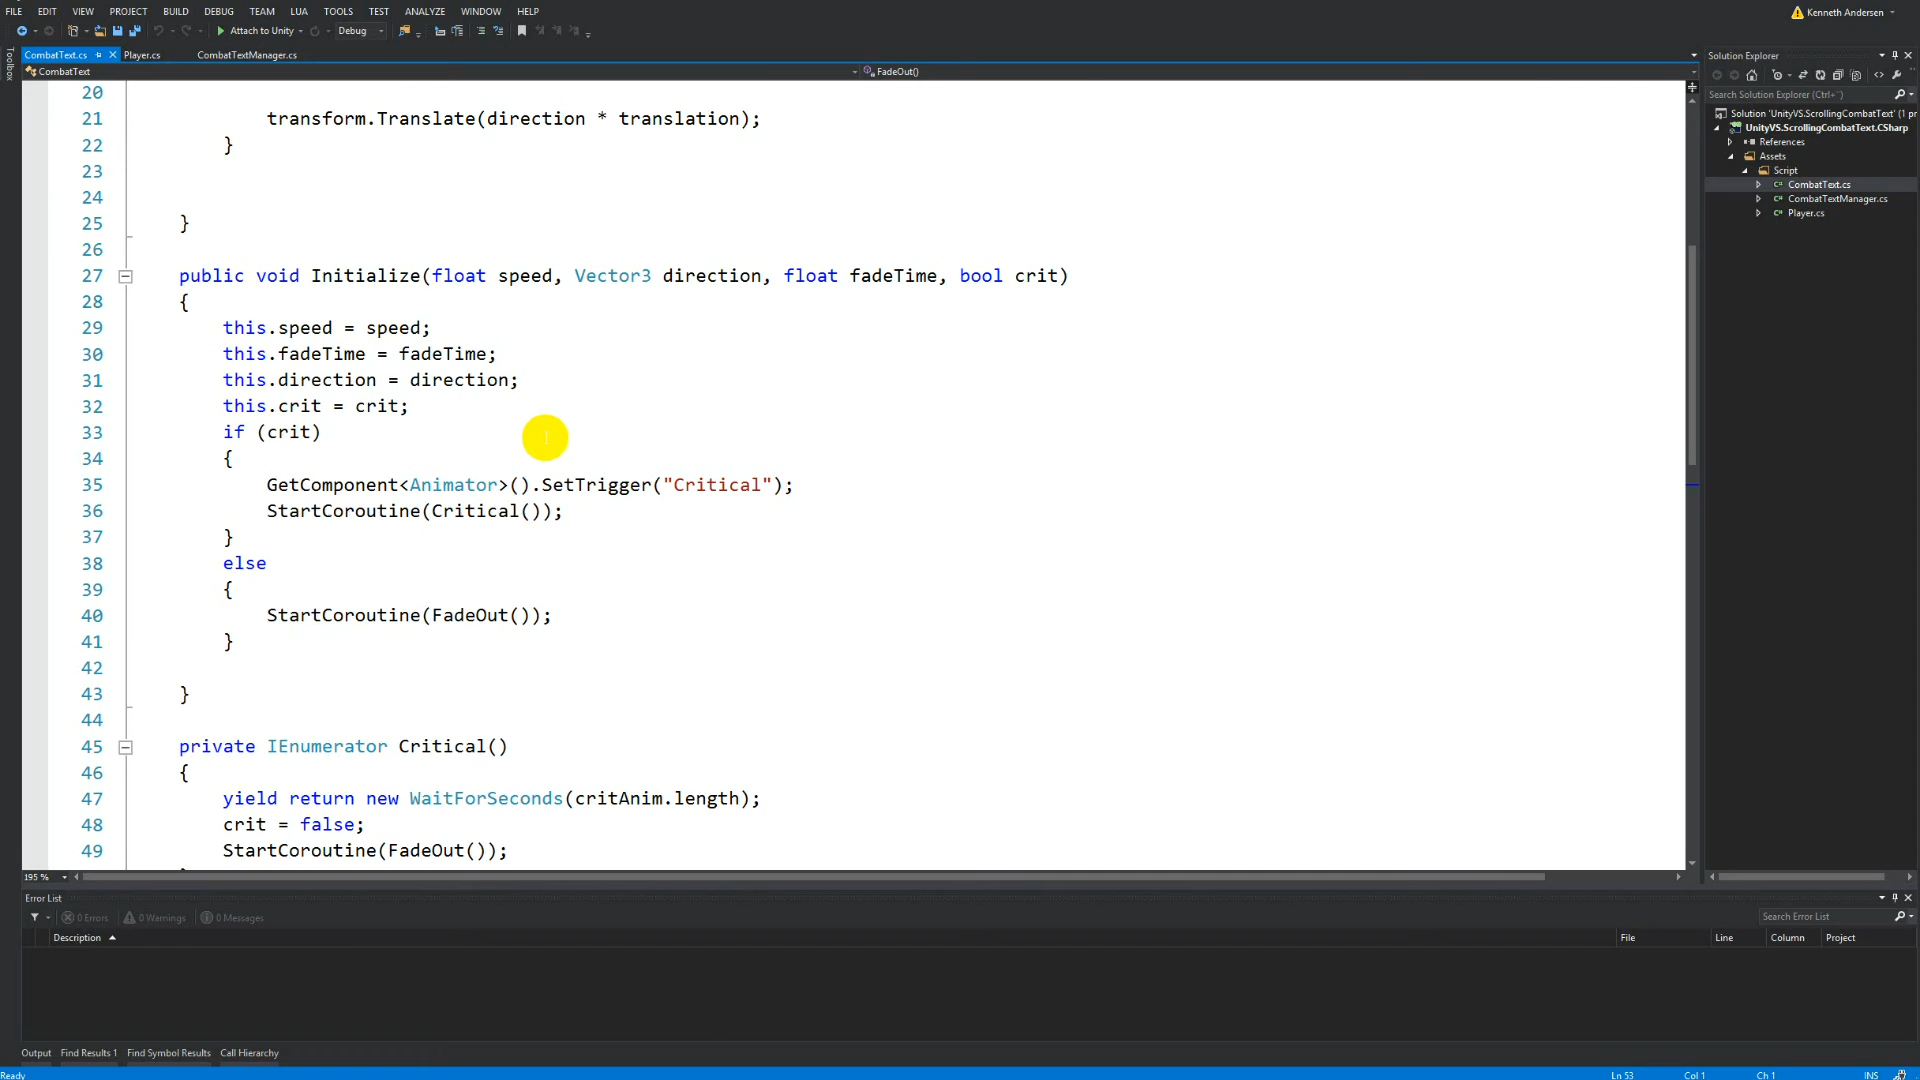 FILE EDIT VIEW PROJECT BUILD DEBUG TEAM LUA TOOLS TEST ANALYZE WINDOW HELP Kenneth Andersen
Attach to Unity Debug
CombatText.cs Player.cs CombatTextManager.cs
CombatText FadeOut()
Toolbox
20
21 transform.Translate(direction * translation);
22 }
23
24
25 }
26
27 public void Initialize(float speed, Vector3 direction, float fadeTime, bool crit)
28 {
29 this.speed = speed;
30 this.fadeTime = fadeTime;
31 this.direction = direction;
32 this.crit = crit;
33 if (crit)
34 {
35 GetComponent<Animator>().SetTrigger("Critical");
36 StartCoroutine(Critical());
37 }
38 else
39 {
40 StartCoroutine(FadeOut());
41 }
42
43 }
44
45 private IEnumerator Critical()
46 {
47 yield return new WaitForSeconds(critAnim.length);
48 crit = false;
49 StartCoroutine(FadeOut());
195 %
Solution Explorer
Search Solution Explorer (Ctrl+¨)
Solution 'UnityVS.ScrollingCombatText' (1 pr
UnityVS.ScrollingCombatText.CSharp
References
Assets
Script
CombatText.cs
CombatTextManager.cs
Player.cs
Error List
0 Errors 0 Warnings 0 Messages Search Error List
Description File Line Column Project
Output Find Results 1 Find Symbol Results Call Hierarchy
Ready Ln 53 Col 1 Ch 1 INS